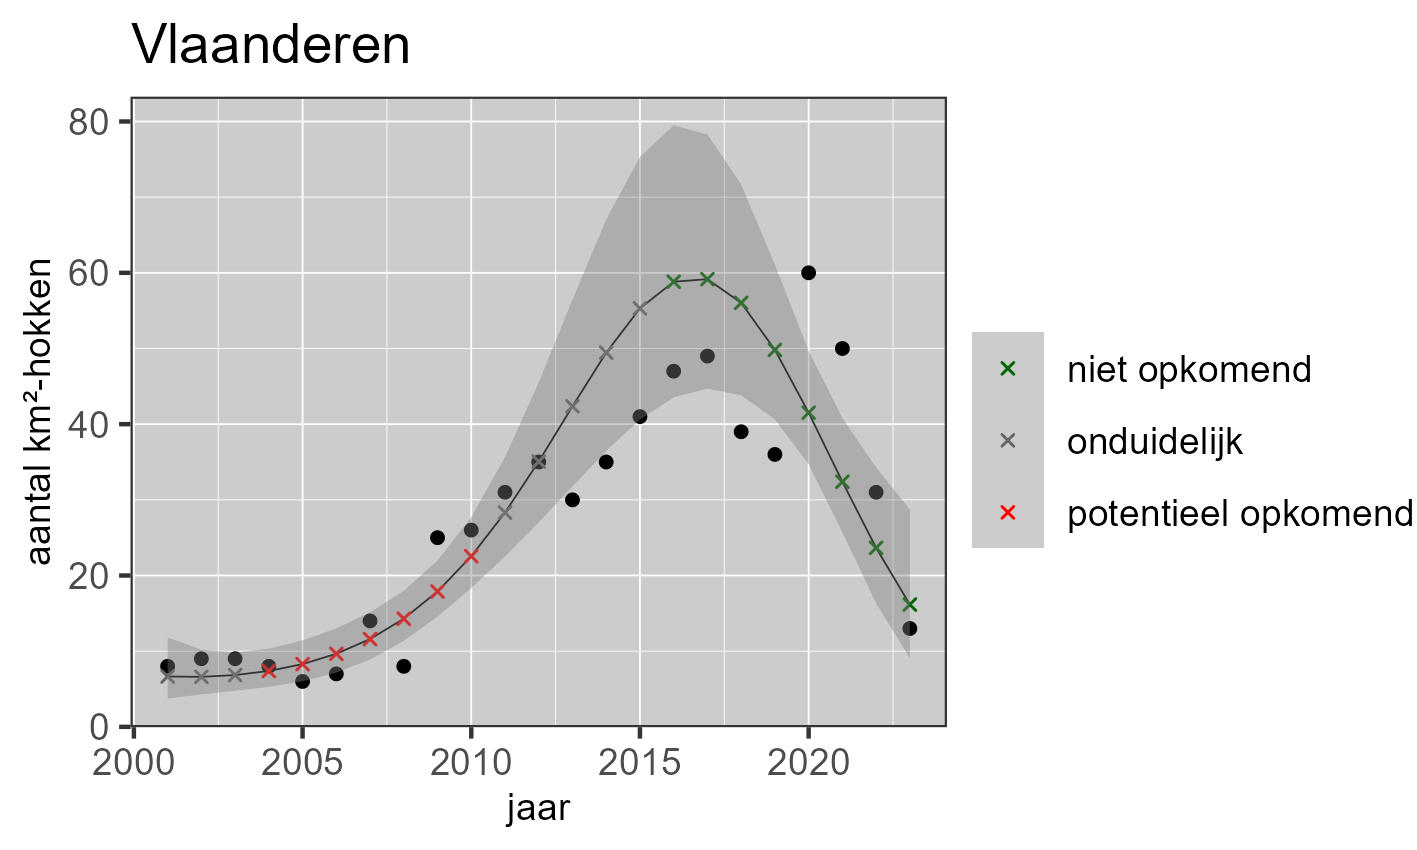 Vlaanderen
80
60
40
20
0
aantal km²-hokken
2000 2005 2010 2015 2020
jaar
niet opkomend
onduidelijk
potentieel opkomend